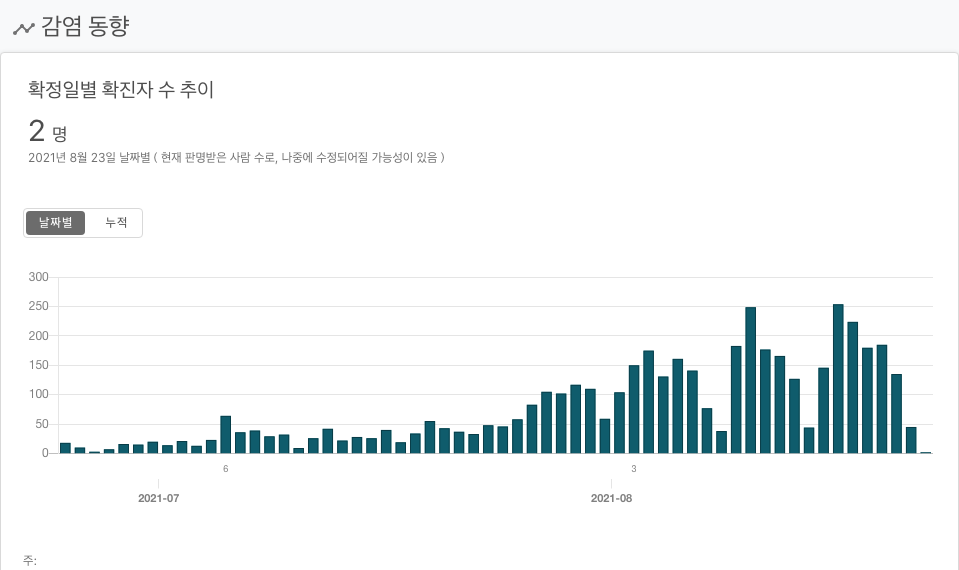 감염 동향
확정일별 확진자 수 추이
2 명
2021년 8월 23일 날짜별 ( 현재 판명받은 사람 수로, 나중에 수정되어질 가능성이 있음 )
날짜별 누적
300
250
200
150
100
50
0
6 3
2021-07 2021-08
주: